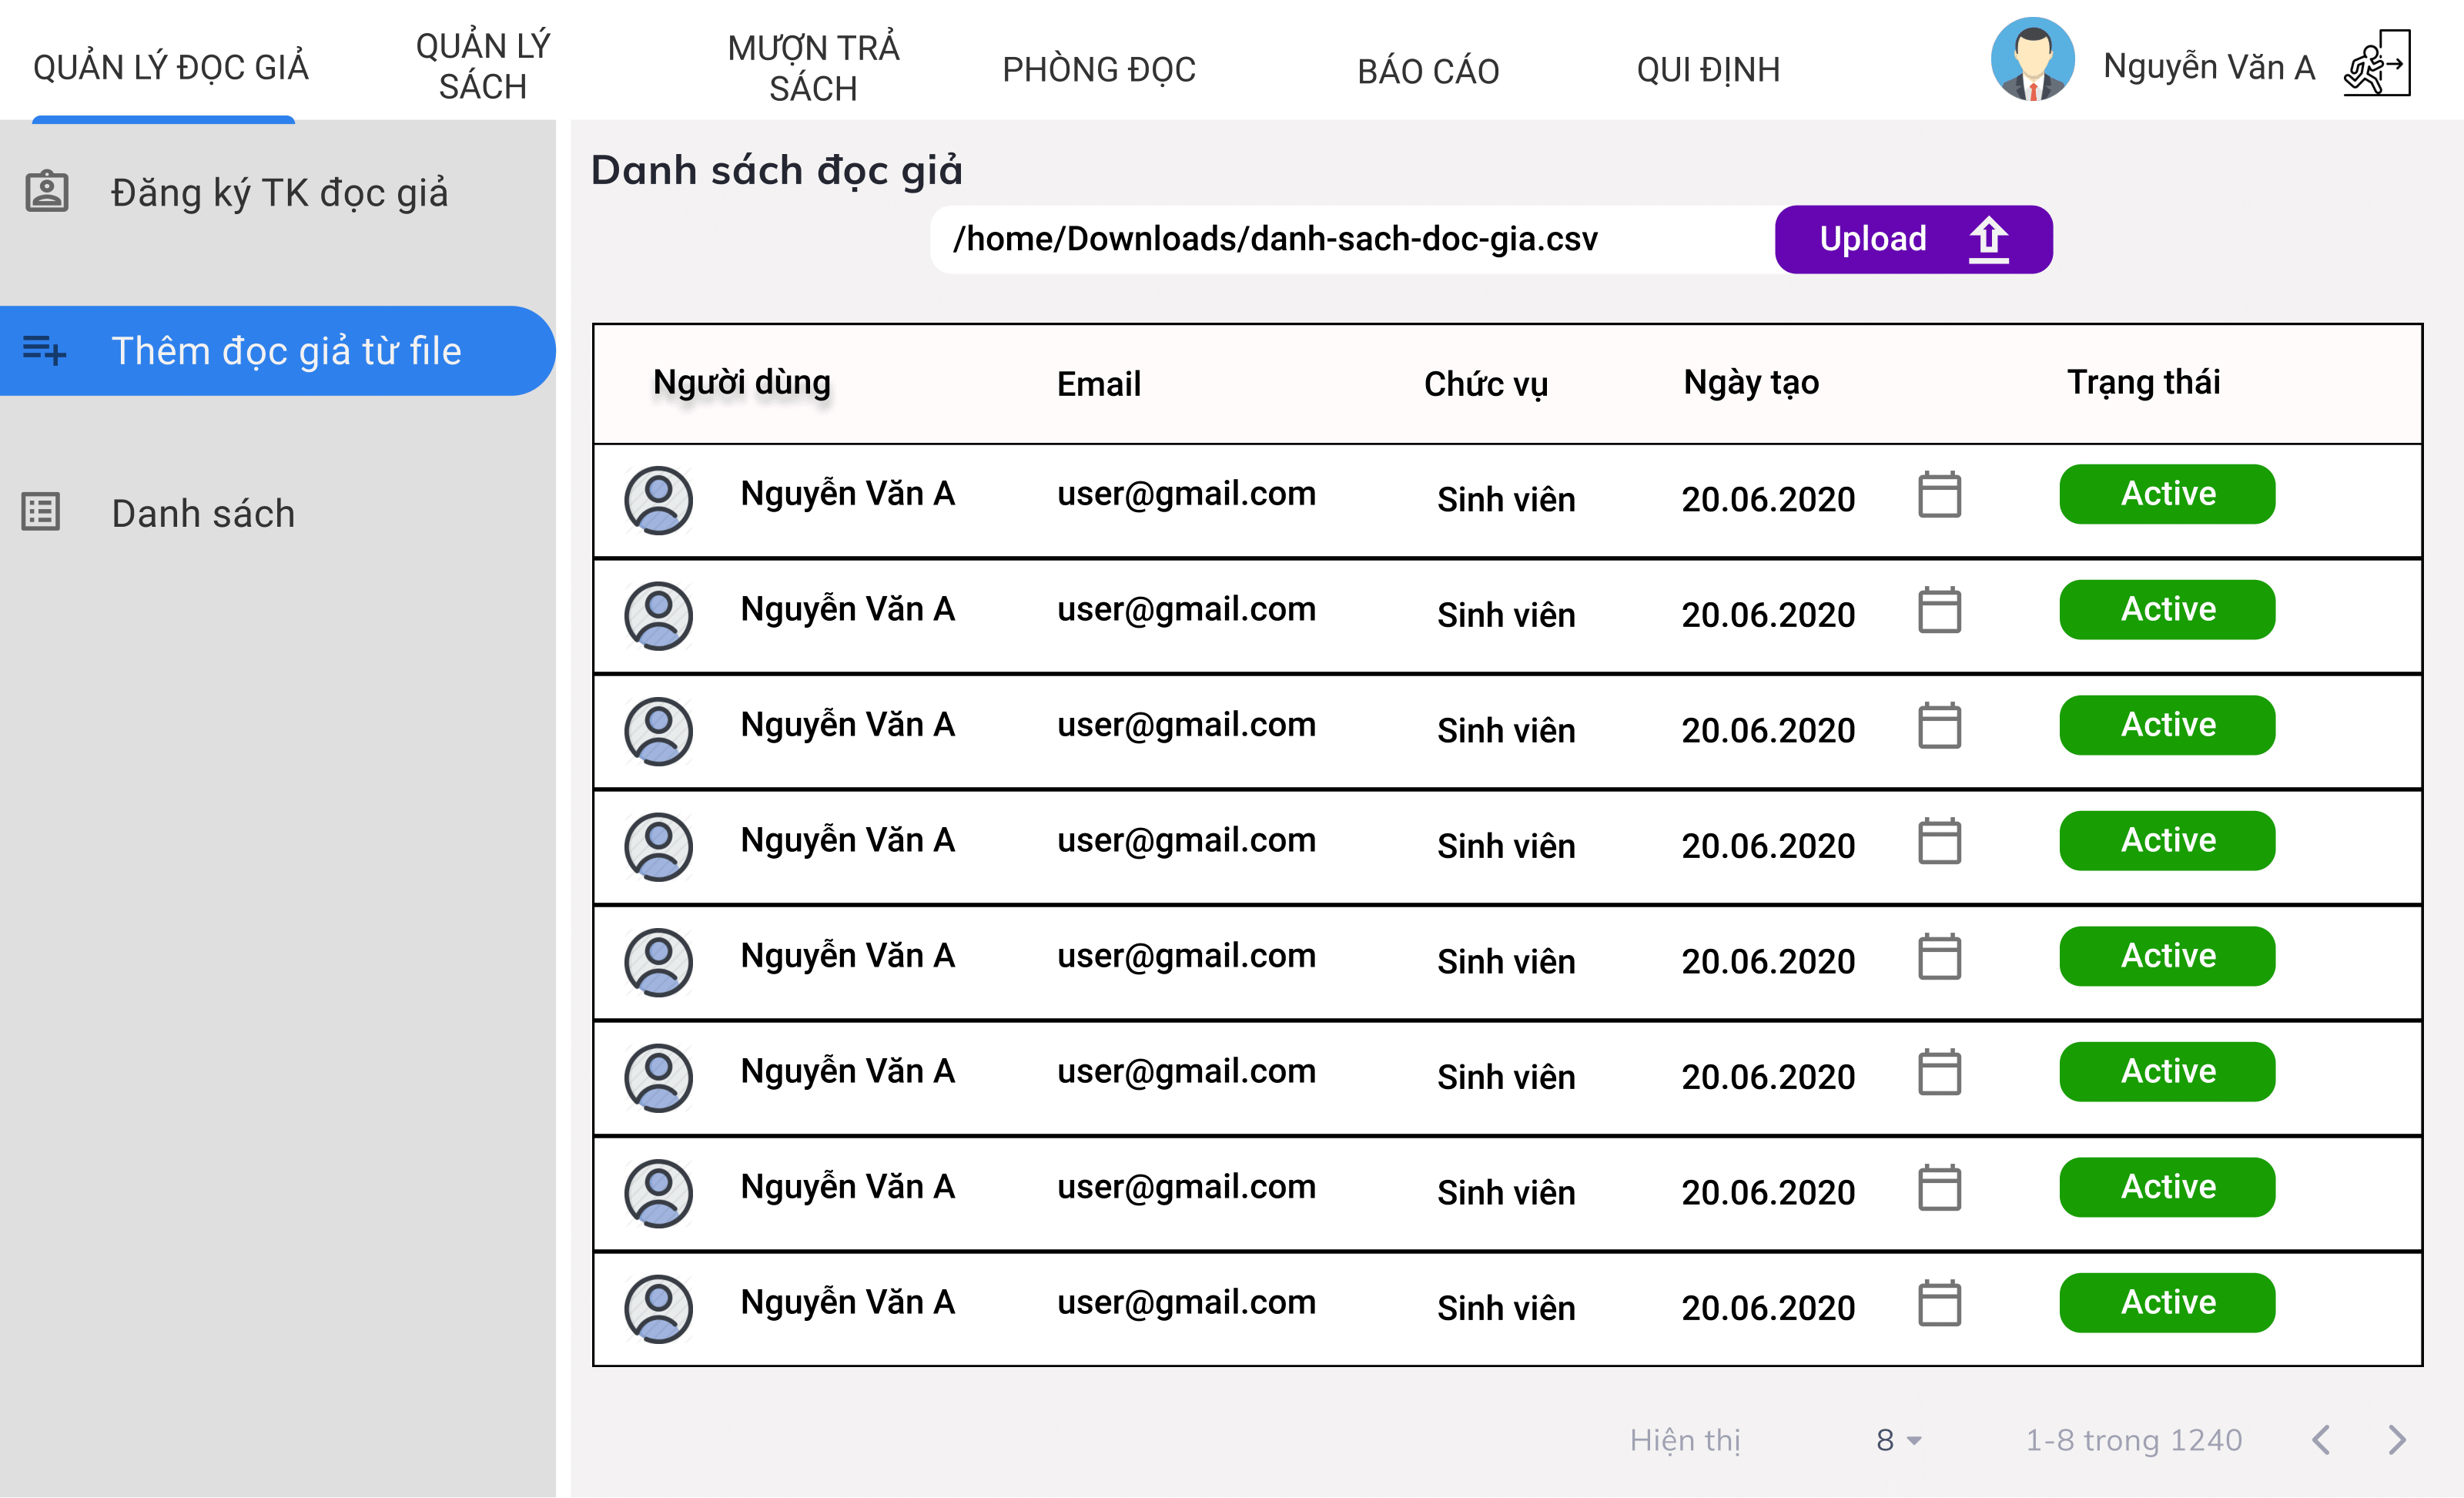 QUẢN LÝ ĐỌC GIẢ
QUẢN LÝ
SÁCH
MƯỢN TRẢ
SÁCH
PHÒNG ĐỌC
BÁO CÁO
QUI ĐỊNH
Nguyễn Văn A
Đăng ký TK đọc giả
Thêm đọc giả từ file
Danh sách
Danh sách đọc giả
/home/Downloads/danh-sach-doc-gia.csv
Upload
Người dùng Email Chức vụ Ngày tạo Trạng thái
Nguyễn Văn A user@gmail.com Sinh viên 20.06.2020 Active
Nguyễn Văn A user@gmail.com Sinh viên 20.06.2020 Active
Nguyễn Văn A user@gmail.com Sinh viên 20.06.2020 Active
Nguyễn Văn A user@gmail.com Sinh viên 20.06.2020 Active
Nguyễn Văn A user@gmail.com Sinh viên 20.06.2020 Active
Nguyễn Văn A user@gmail.com Sinh viên 20.06.2020 Active
Nguyễn Văn A user@gmail.com Sinh viên 20.06.2020 Active
Nguyễn Văn A user@gmail.com Sinh viên 20.06.2020 Active
Hiện thị 8 1-8 trong 1240